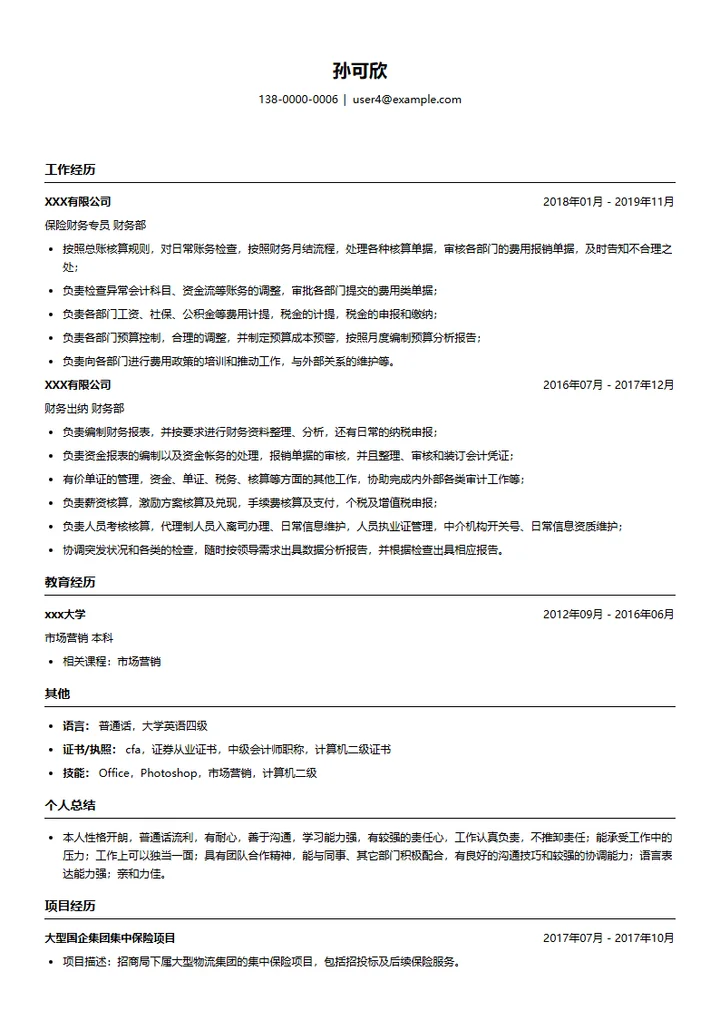 孙可欣
138-0000-0006 | user4@example.com
工作经历
XXX有限公司 2018年01月 - 2019年11月
保险财务专员 财务部
• 按照总账核算规则，对日常账务检查，按照财务月结流程，处理各种核算单据，审核各部门的费用报销单据，及时告知不合理之
处；
• 负责检查异常会计科目、资金流等账务的调整，审批各部门提交的费用类单据；
• 负责各部门工资、社保、公积金等费用计提，税金的计提，税金的申报和缴纳；
• 负责各部门预算控制，合理的调整，并制定预算成本预警，按照月度编制预算分析报告；
• 负责向各部门进行费用政策的培训和推动工作，与外部关系的维护等。
XXX有限公司 2016年07月 - 2017年12月
财务出纳 财务部
• 负责编制财务报表，并按要求进行财务资料整理、分析，还有日常的纳税申报；
• 负责资金报表的编制以及资金帐务的处理，报销单据的审核，并且整理、审核和装订会计凭证；
• 有价单证的管理，资金、单证、税务、核算等方面的其他工作，协助完成内外部各类审计工作等；
• 负责薪资核算，激励方案核算及兑现，手续费核算及支付，个税及增值税申报；
• 负责人员考核核算，代理制人员入离司办理、日常信息维护，人员执业证管理，中介机构开关号、日常信息资质维护；
• 协调突发状况和各类的检查，随时按领导需求出具数据分析报告，并根据检查出具相应报告。
教育经历
xxx大学 2012年09月 - 2016年06月
市场营销 本科
• 相关课程：市场营销
其他
• 语言： 普通话，大学英语四级
• 证书/执照： cfa，证券从业证书，中级会计师职称，计算机二级证书
• 技能： Office，Photoshop，市场营销，计算机二级
个人总结
• 本人性格开朗，普通话流利，有耐心，善于沟通，学习能力强，有较强的责任心，工作认真负责，不推卸责任；能承受工作中的
压力；工作上可以独当一面；具有团队合作精神，能与同事、其它部门积极配合，有良好的沟通技巧和较强的协调能力；语言表
达能力强；亲和力佳。
项目经历
大型国企集团集中保险项目 2017年07月 - 2017年10月
• 项目描述：招商局下属大型物流集团的集中保险项目，包括招投标及后续保险服务。